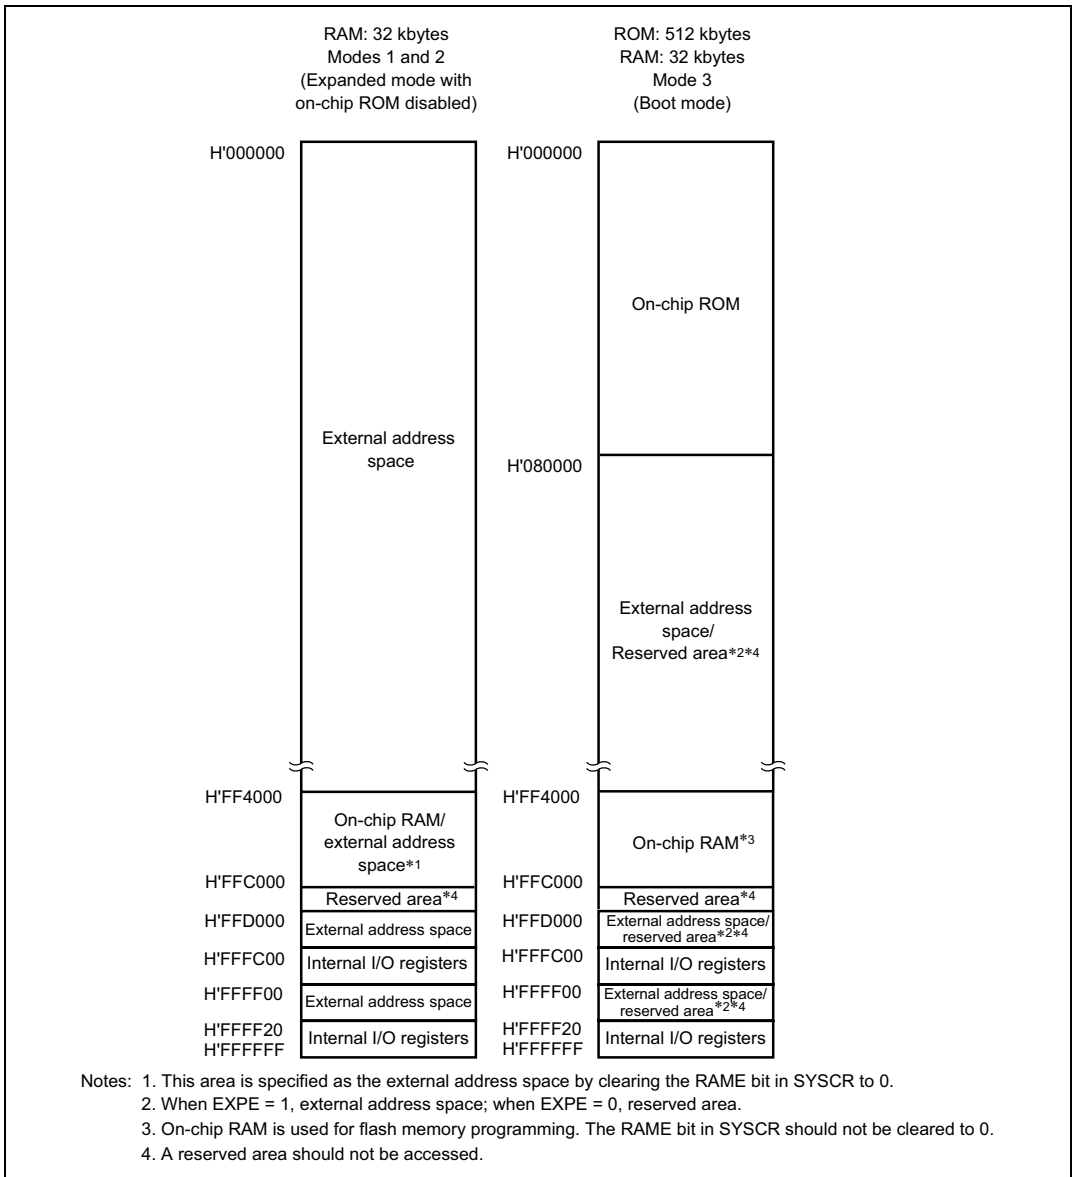 RAM: 32 kbytes
Modes 1 and 2
(Expanded mode with
on-chip ROM disabled)
H'000000
External address
space
H'FF4000
On-chip RAM/
external address
space*1
H'FFC000
Reserved area*4
H'FFD000
External address space
H'FFFC00
Internal I/O registers
H'FFFF00
External address space
H'FFFF20
Internal I/O registers
H'FFFFFF
ROM: 512 kbytes
RAM: 32 kbytes
Mode 3
(Boot mode)
H'000000
On-chip ROM
H'080000
External address
space/
Reserved area*2*4
H'FF4000
On-chip RAM*3
H'FFC000
Reserved area*4
H'FFD000
External address space/
reserved area*2*4
H'FFFC00
Internal I/O registers
H'FFFF00
External address space/
reserved area*2*4
H'FFFF20
Internal I/O registers
H'FFFFFF
Notes: 1. This area is specified as the external address space by clearing the RAME bit in SYSCR to 0.
2. When EXPE = 1, external address space; when EXPE = 0, reserved area.
3. On-chip RAM is used for flash memory programming. The RAME bit in SYSCR should not be cleared to 0.
4. A reserved area should not be accessed.